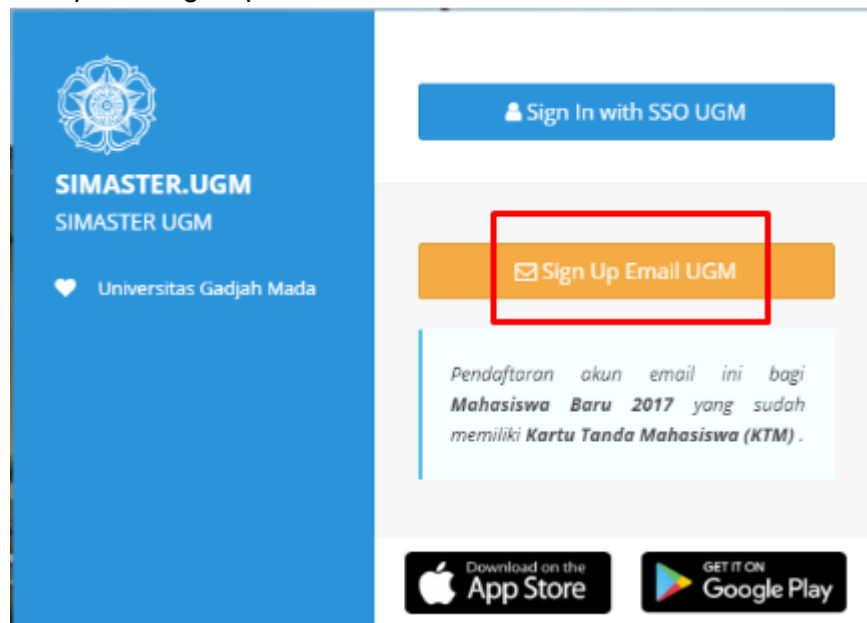 SIMASTER.UGM
SIMASTER UGM
Universitas Gadjah Mada
Sign In with SSO UGM
Sign Up Email UGM
Pendaftaran akun email ini bagi
Mahasiswa Baru 2017 yang sudah
memiliki Kartu Tanda Mahasiswa (KTM) .
Download on the
App Store
GET IT ON
Google Play